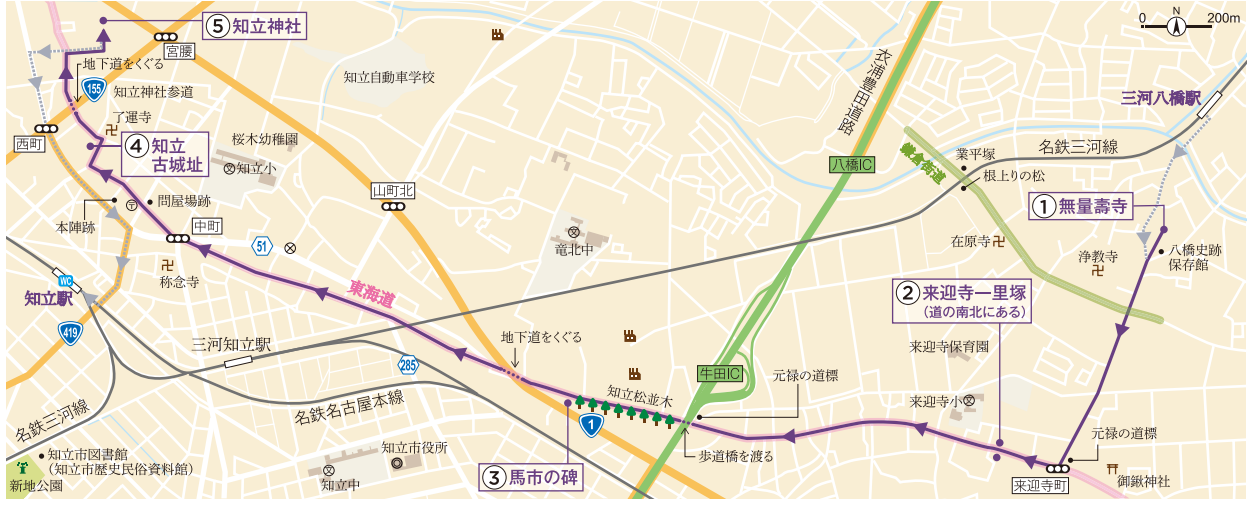 ⑤知立神社
宮腰
地下道をくぐる
155
知立神社参道
了運寺
西町
④知立
古城址
桜木幼稚園
知立小
知立自動車学校
山町北
本陣跡
問屋場跡
中町
51
称念寺
WC
知立駅
419
東海道
三河知立駅
285
名鉄三河線
名鉄名古屋本線
知立市図書館
(知立市歴史民俗資料館)
新地公園
知立中
知立市役所
竜北中
地下道をくぐる
知立松並木
1
③馬市の碑
衣浦豊田道路
八橋IC
牛田IC
元禄の道標
歩道橋を渡る
N
0 200m
三河八橋駅
名鉄三河線
鎌倉街道
業平塚
根上りの松
①無量壽寺
在原寺
浄教寺
八橋史跡
保存館
②来迎寺一里塚
(道の南北にある)
来迎寺保育園
来迎寺小
元禄の道標
来迎寺町
御鍬神社